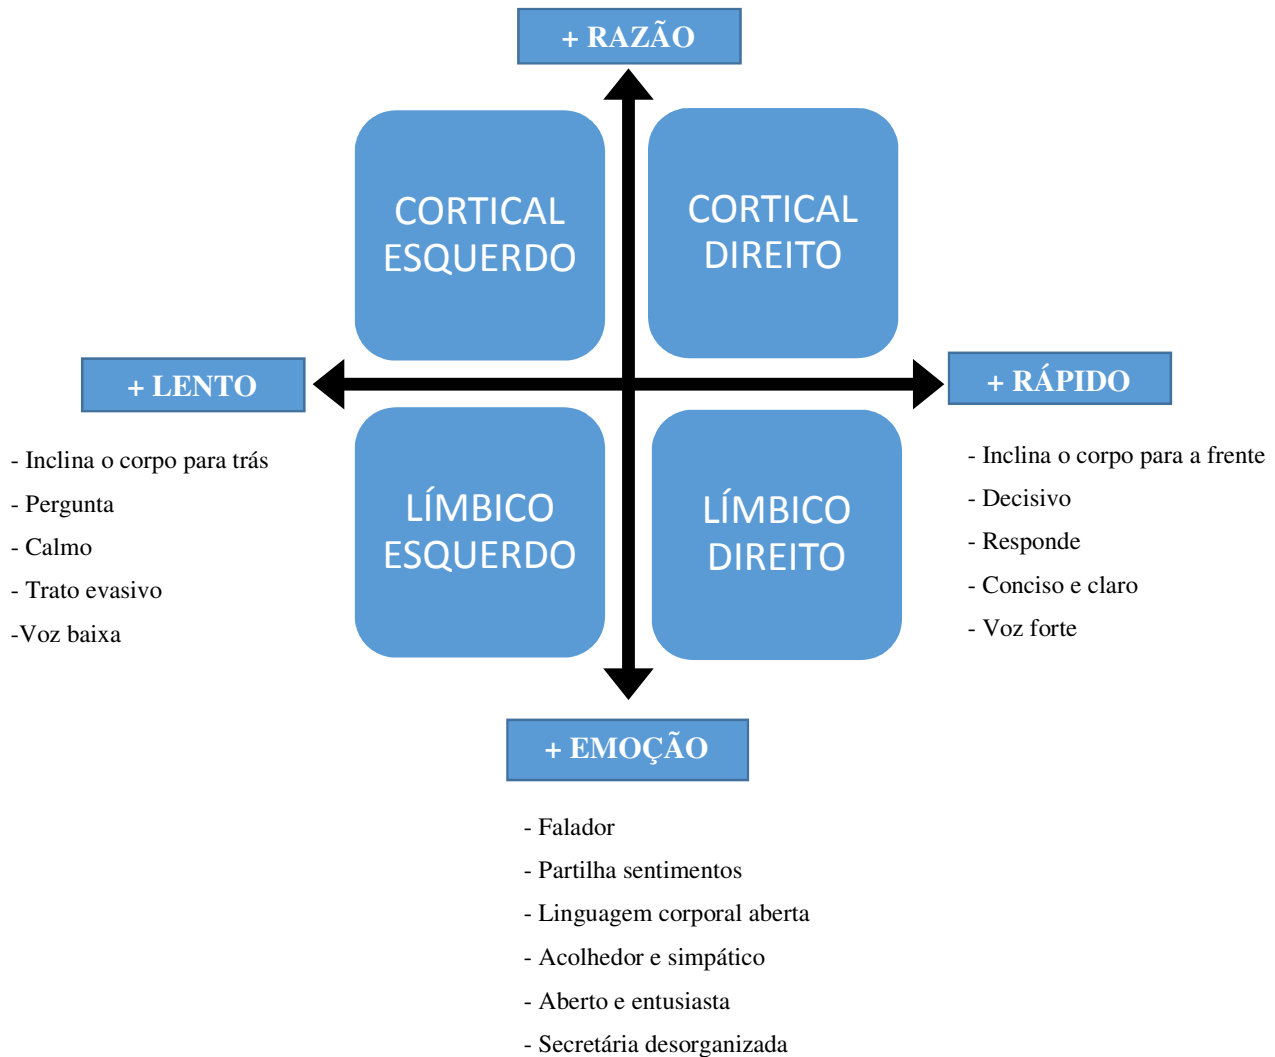 + RAZÃO
CORTICAL
ESQUERDO
CORTICAL
DIREITO
+ LENTO
+ RÁPIDO
- Inclina o corpo para trás
- Pergunta
- Calmo
- Trato evasivo
-Voz baixa
LÍMBICO
ESQUERDO
LÍMBICO
DIREITO
- Inclina o corpo para a frente
- Decisivo
- Responde
- Conciso e claro
- Voz forte
+ EMOÇÃO
- Falador
- Partilha sentimentos
- Linguagem corporal aberta
- Acolhedor e simpático
- Aberto e entusiasta
- Secretária desorganizada